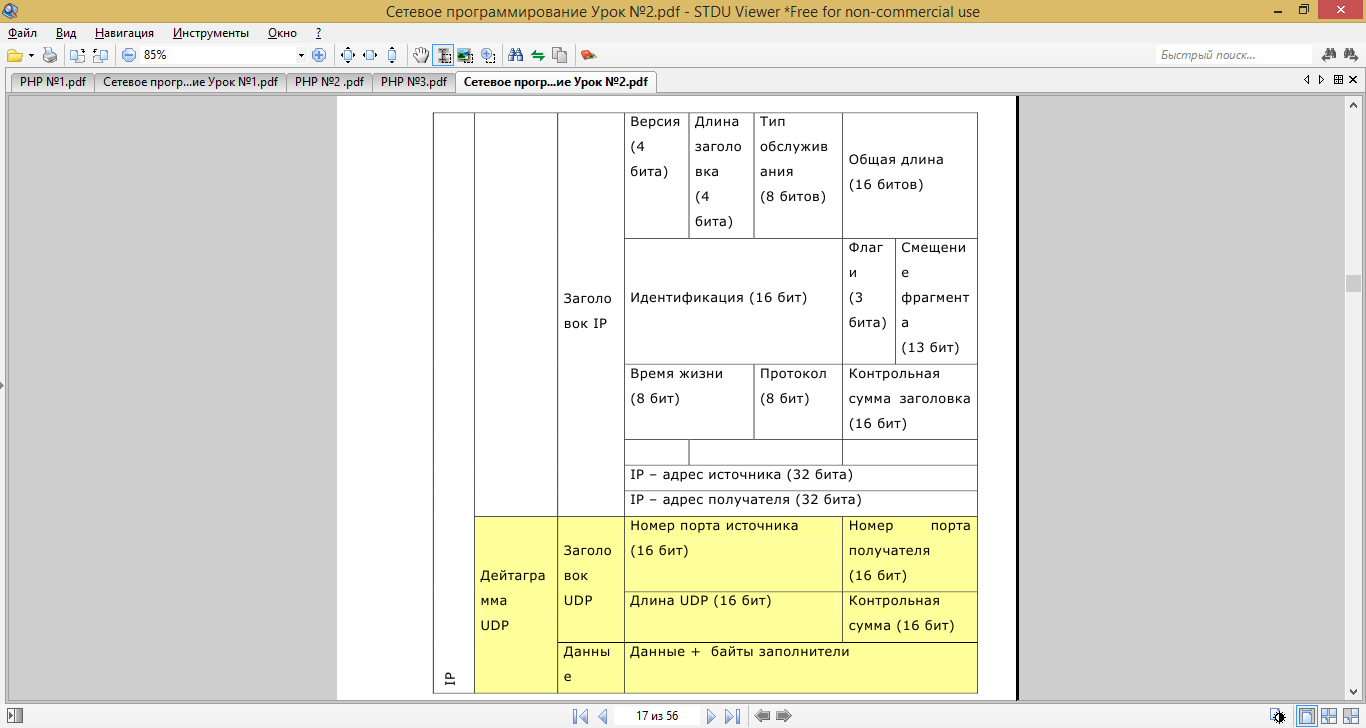 Сетевое программирование Урок №2.pdf - STDU Viewer *Free for non-commercial use
Файл Вид Навигация Инструменты Окно ?
85%
Быстрый поиск...
PHP №1.pdf Сетевое прогр...ие Урок №1.pdf PHP №2 .pdf PHP №3.pdf Сетевое прог...ие Урок №2.pdf
Версия
(4
бита)
Длина
заголо
вка
(4
бита)
Тип
обслужив
ания
(8 битов)
Общая длина
(16 битов)
Заголо
вок IP
Идентификация (16 бит)
Флаг
и
(3
бита)
Смещени
е
фрагмент
а
(13 бит)
Время жизни
(8 бит)
Протокол
(8 бит)
Контрольная
сумма заголовка
(16 бит)
IP – адрес источника (32 бита)
IP – адрес получателя (32 бита)
IP
Дейтагра
мма
UDP
Заголо
вок
UDP
Номер порта источника
(16 бит)
Номер порта
получателя
(16 бит)
Длина UDP (16 бит)
Контрольная
сумма (16 бит)
Данны
е
Данные + байты заполнители
17 из 56